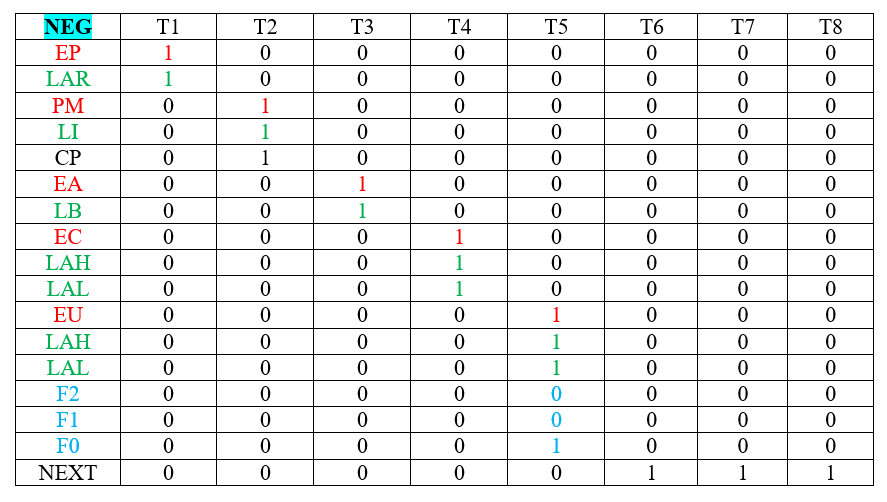 NEG T1 T2 T3 T4 T5 T6 T7 T8
EP 1 0 0 0 0 0 0 0
LAR 1 0 0 0 0 0 0 0
PM 0 1 0 0 0 0 0 0
LI 0 1 0 0 0 0 0 0
CP 0 1 0 0 0 0 0 0
EA 0 0 1 0 0 0 0 0
LB 0 0 1 0 0 0 0 0
EC 0 0 0 1 0 0 0 0
LAH 0 0 0 1 0 0 0 0
LAL 0 0 0 1 0 0 0 0
EU 0 0 0 0 1 0 0 0
LAH 0 0 0 0 1 0 0 0
LAL 0 0 0 0 1 0 0 0
F2 0 0 0 0 0 0 0 0
F1 0 0 0 0 0 0 0 0
F0 0 0 0 0 1 0 0 0
NEXT 0 0 0 0 0 1 1 1